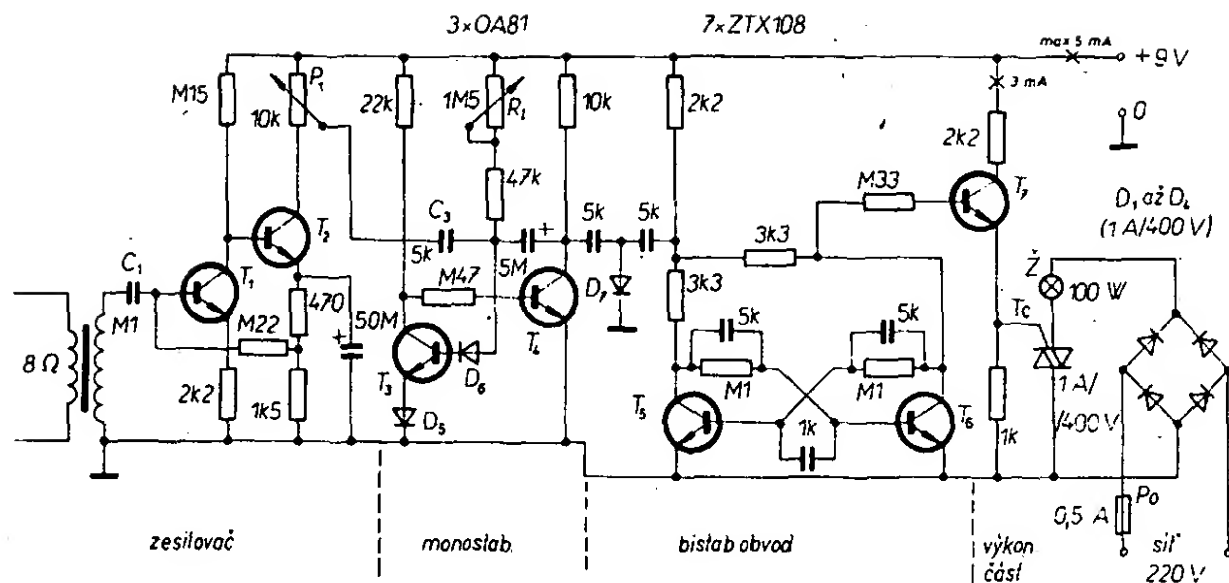 3×OA81
7×ZTX108
max 5 mA
+9V
3 mA
0
M15
P₁
10k
22k
1M5
R₁
10k
2k2
2k2
47k
M33
T₇
D₁ až D₄
(1 A/400 V)
T₂
C₃
5k
5M
+
5k
5k
3k3
3k3
Ž
100 W
C₁
M1
T₁
470
M22
50M
+
M47
T₄
D₇
Tc
8Ω
2k2
1k5
T₃
D₆
D₅
5k
M1
5k
M1
T₅
T₆
1k
1k
1 A/
/400 V
Po
0,5 A
zesilovač
monostab.
bistab obvod
výkon
část
síť
220 V